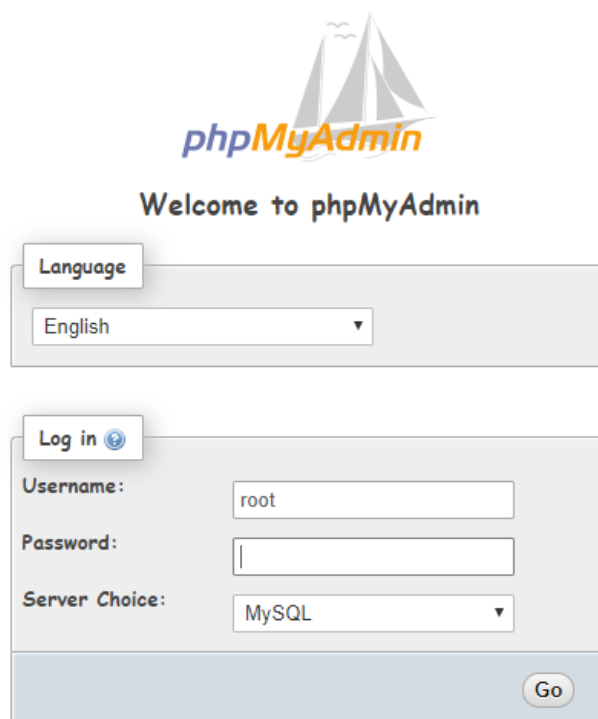 phpMyAdmin
Welcome to phpMyAdmin
Language
English
Log in
Username:
root
Password:
Server Choice:
MySQL
Go